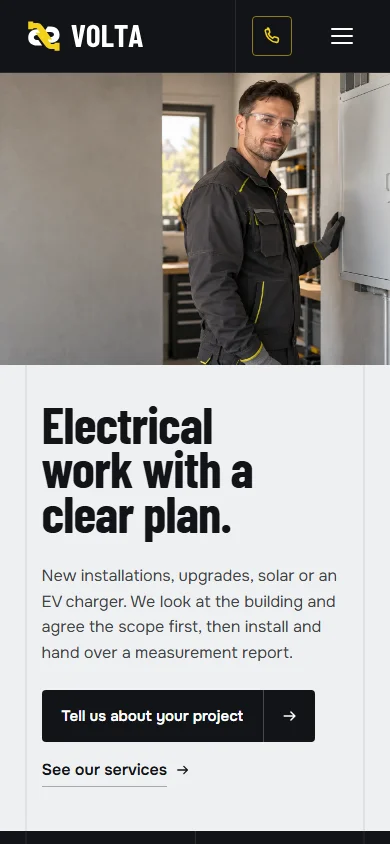 VOLTA
Electrical
work with a
clear plan.
New installations, upgrades, solar or an
EV charger. We look at the building and
agree the scope first, then install and
hand over a measurement report.
Tell us about your project
See our services